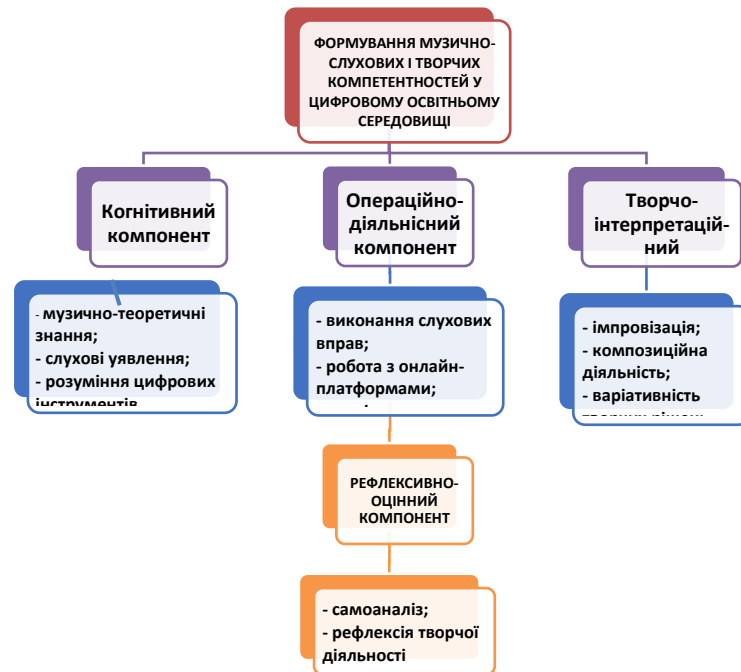 ФОРМУВАННЯ МУЗИЧНО-
СЛУХОВИХ І ТВОРЧИХ
КОМПЕТЕНТНОСТЕЙ У
ЦИФРОВОМУ ОСВІТНЬОМУ
СЕРЕДОВИЩІ
Когнітивний
компонент
Операційно-
діяльнісний
компонент
Творчо-
інтерпретацій-
ний
- музично-теоретичні
знання;
- слухові уявлення;
- розуміння цифрових
інструментів
- виконання слухових
вправ;
- робота з онлайн-
платформами;
- імпровізація;
- композиційна
діяльність;
- варіативність
РЕФЛЕКСИВНО-
ОЦІННИЙ
КОМПОНЕНТ
- самоаналіз;
- рефлексія творчої
діяльності